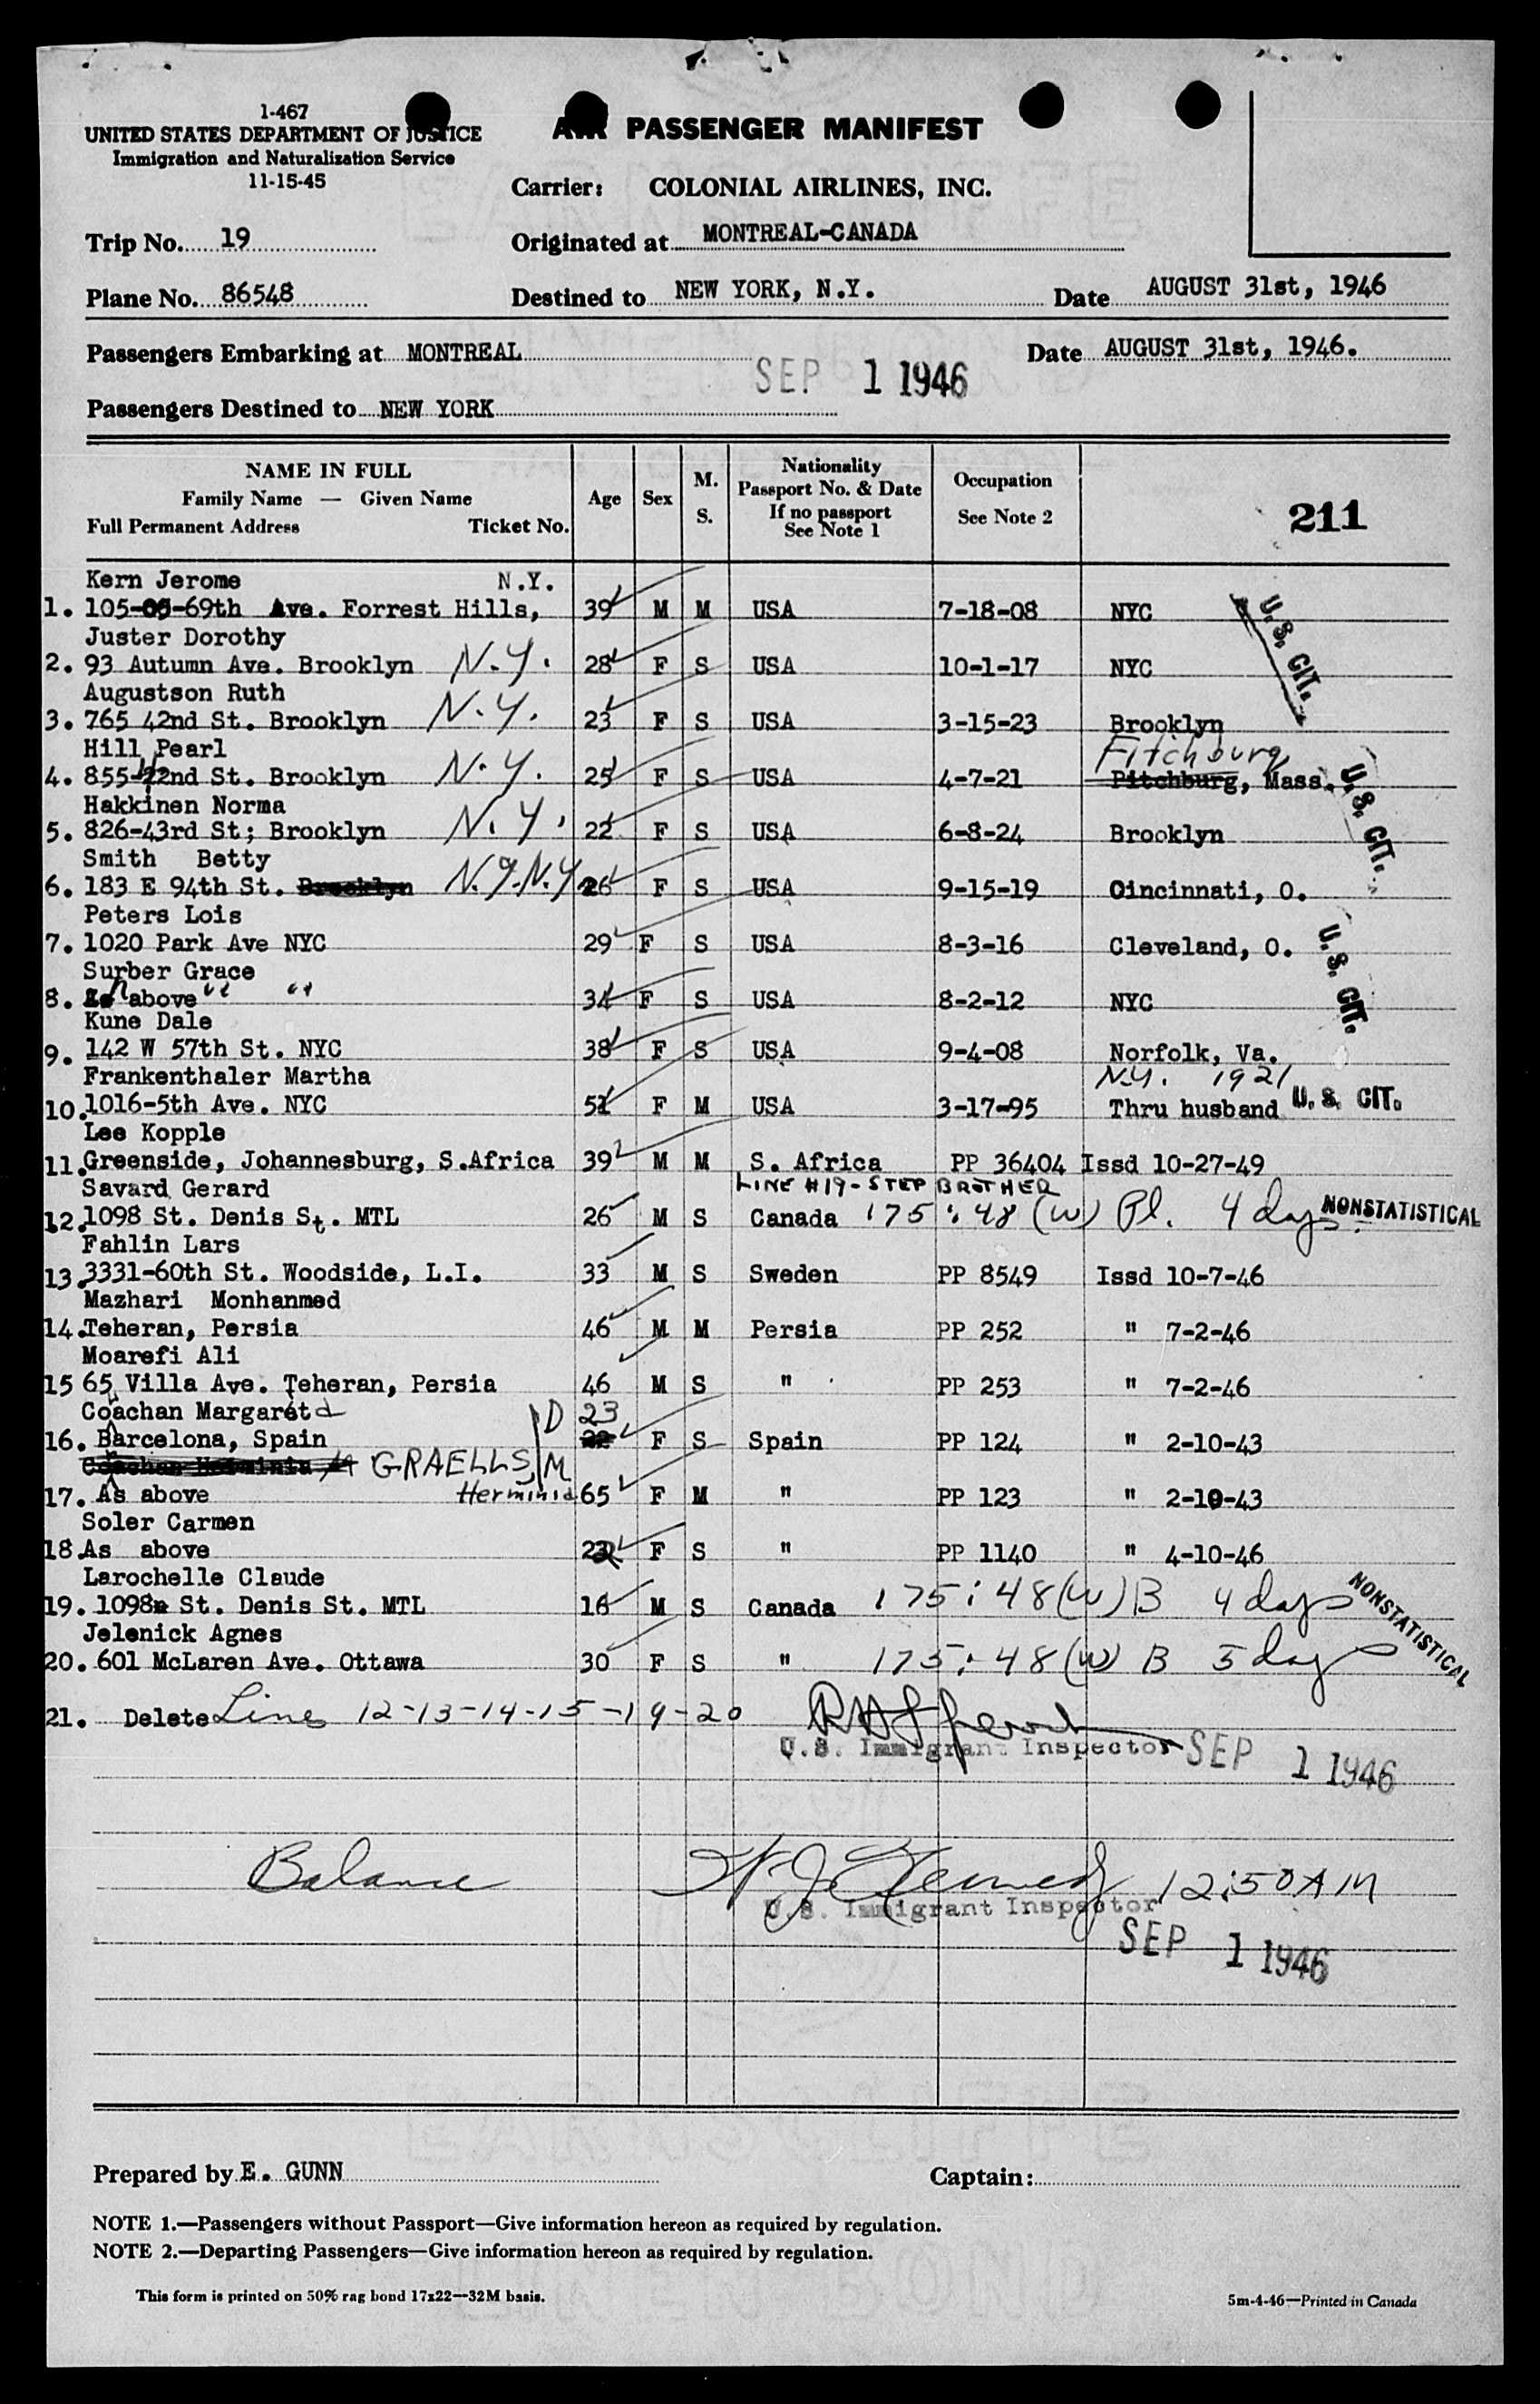 1-467
UNITED STATES DEPARTMENT OF JUSTICE
Immigration and Naturalization Service
11-15-45
AIR PASSENGER MANIFEST
Carrier: COLONIAL AIRLINES, INC.
Trip No. 19
Originated at MONTREAL-CANADA
Plane No. 86548
Destined to NEW YORK, N.Y. Date AUGUST 31st, 1946
Passengers Embarking at MONTREAL Date AUGUST 31st, 1946.
SEP 1 1946
Passengers Destined to NEW YORK
NAME IN FULL
Family Name — Given Name
Full Permanent Address Ticket No.
Age
Sex
M. S.
Nationality
Passport No. & Date
If no passport
See Note 1
Occupation
See Note 2
211
Kern Jerome N.Y.
1. 105-05-69th Ave. Forrest Hills, 39 M M USA 7-18-08 NYC
U.S. CIT.
Juster Dorothy
2. 93 Autumn Ave. Brooklyn N.Y. 28 F S USA 10-1-17 NYC
Augustson Ruth
3. 765 42nd St. Brooklyn N.Y. 23 F S USA 3-15-23 Brooklyn
Hill Pearl Fitchburg
4. 855-42nd St. Brooklyn N.Y. 25 F S USA 4-7-21 Pitchburg, Mass.
U.S. CIT.
Hakkinen Norma
5. 826-43rd St; Brooklyn N.Y. 22 F S USA 6-8-24 Brooklyn
Smith Betty
6. 183 E 94th St. Brooklyn N.Y.N.Y. 26 F S USA 9-15-19 Cincinnati, O.
Peters Lois
7. 1020 Park Ave NYC 29 F S USA 8-3-16 Cleveland, O.
U.S. CIT.
Surber Grace
8. above " " 34 F S USA 8-2-12 NYC
Kune Dale
9. 142 W 57th St. NYC 38 F S USA 9-4-08 Norfolk, Va.
Frankenthaler Martha N.Y. 1921
10. 1016-5th Ave. NYC 51 F M USA 3-17-95 Thru husband U.S. CIT.
Lee Kopple
11. Greenside, Johannesburg, S.Africa 39 M M S. Africa PP 36404 Issd 10-27-49
Savard Gerard LINE #19-STEP BROTHER
12. 1098 St. Denis St. MTL 26 M S Canada 175:48 (W) Pl. 4 days. NONSTATISTICAL
Fahlin Lars
13. 3331-60th St. Woodside, L.I. 33 M S Sweden PP 8549 Issd 10-7-46
Mazhari Monhanmed
14. Teheran, Persia 46 M M Persia PP 252 " 7-2-46
Moarefi Ali
15 65 Villa Ave. Teheran, Persia 46 M S " PP 253 " 7-2-46
Coachan Margaret D 23
16. Barcelona, Spain 22 F S Spain PP 124 " 2-10-43
Coachan Herminia GRAELLS, M
17. As above Herminia 65 F M " PP 123 " 2-10-43
Soler Carmen
18 As above 22 F S " PP 1140 " 4-10-46
Larochelle Claude
19. 1098 St. Denis St. MTL 16 M S Canada 175:48 (W) B 4 days NONSTATISTICAL
Jelenick Agnes
20. 601 McLaren Ave. Ottawa 30 F S " 175:48 (W) B 5 days
21. Delete Lines 12-13-14-15-19-20
U.S. Immigrant Inspector SEP 1 1946
Balance W J Kennedy 12:50 AM
U.S. Immigrant Inspector
SEP 1 1946
Prepared by E. GUNN Captain:
NOTE 1.—Passengers without Passport—Give information hereon as required by regulation.
NOTE 2.—Departing Passengers—Give information hereon as required by regulation.
This form is printed on 50% rag bond 17x22—32M basis. 5m-4-46—Printed in Canada